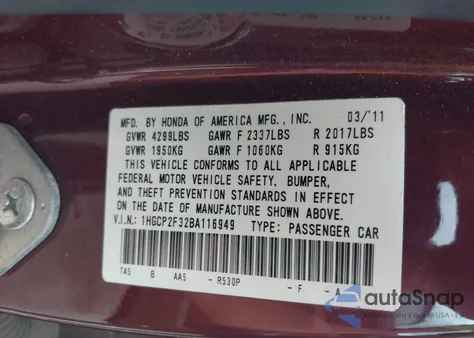 MFD. BY HONDA OF AMERICA MFG., INC. 03/'11
GVWR 4299LBS GAWR F 2337LBS R 2017LBS
GVWR 1950KG GAWR F 1060KG R 915KG
THIS VEHICLE CONFORMS TO ALL APPLICABLE
FEDERAL MOTOR VEHICLE SAFETY, BUMPER,
AND THEFT PREVENTION STANDARDS IN EFFECT
ON THE DATE OF MANUFACTURE SHOWN ABOVE.
V.I.N.: 1HGCP2F32BA116949 TYPE: PASSENGER CAR
TA5 B AA5 - R530P - F - A
autoSnap